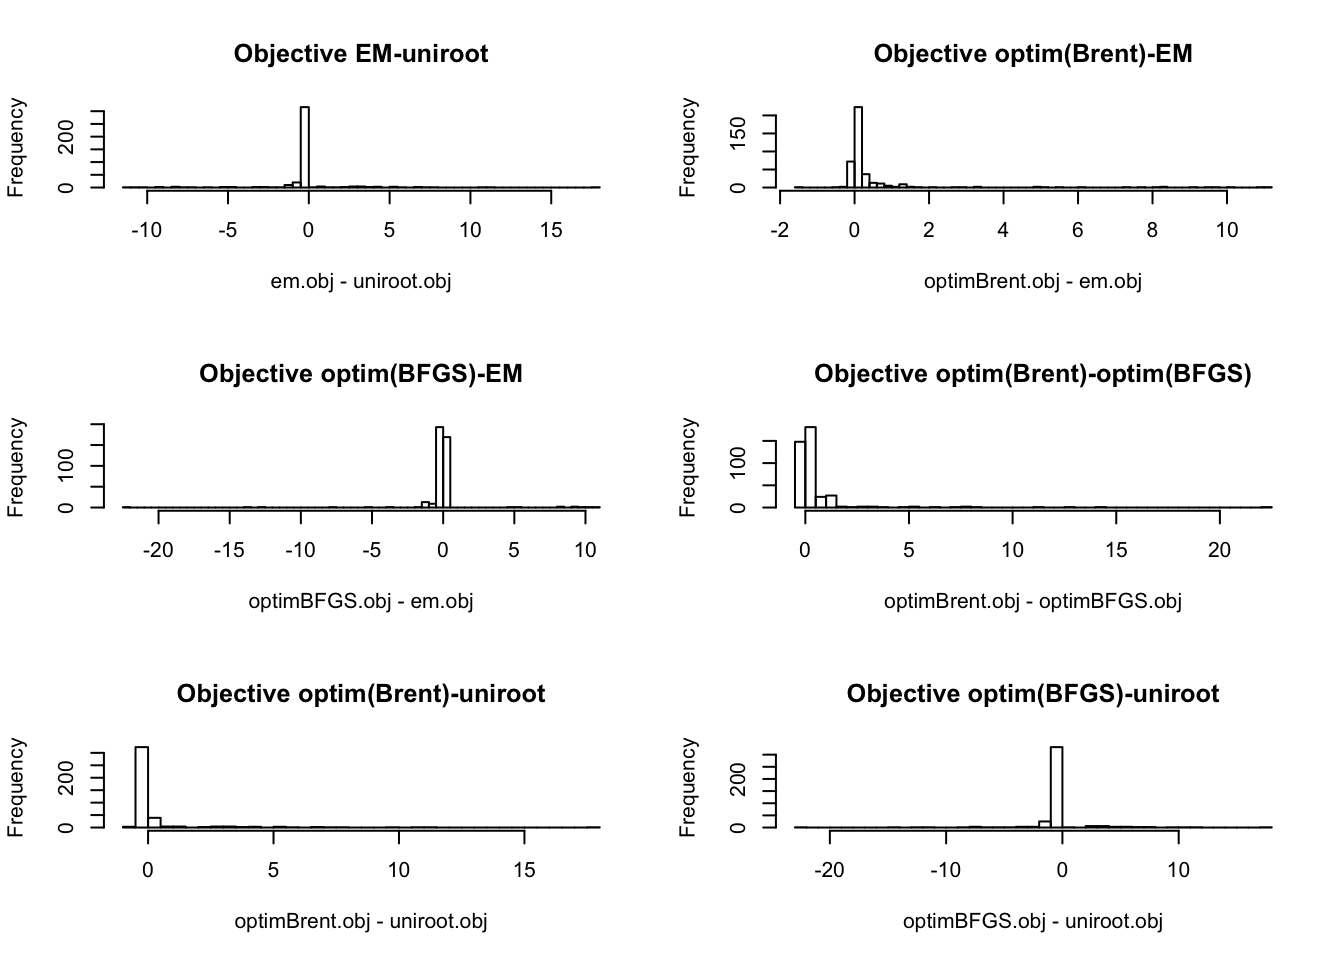 Objective EM-uniroot
Frequency
0 200
-10 -5 0 5 10 15
em.obj - uniroot.obj
Objective optim(Brent)-EM
Frequency
0 150
-2 0 2 4 6 8 10
optimBrent.obj - em.obj
Objective optim(BFGS)-EM
Frequency
0 100
-20 -15 -10 -5 0 5 10
optimBFGS.obj - em.obj
Objective optim(Brent)-optim(BFGS)
Frequency
0 100
0 5 10 15 20
optimBrent.obj - optimBFGS.obj
Objective optim(Brent)-uniroot
Frequency
0 200
0 5 10 15
optimBrent.obj - uniroot.obj
Objective optim(BFGS)-uniroot
Frequency
0 200
-20 -10 0 10
optimBFGS.obj - uniroot.obj